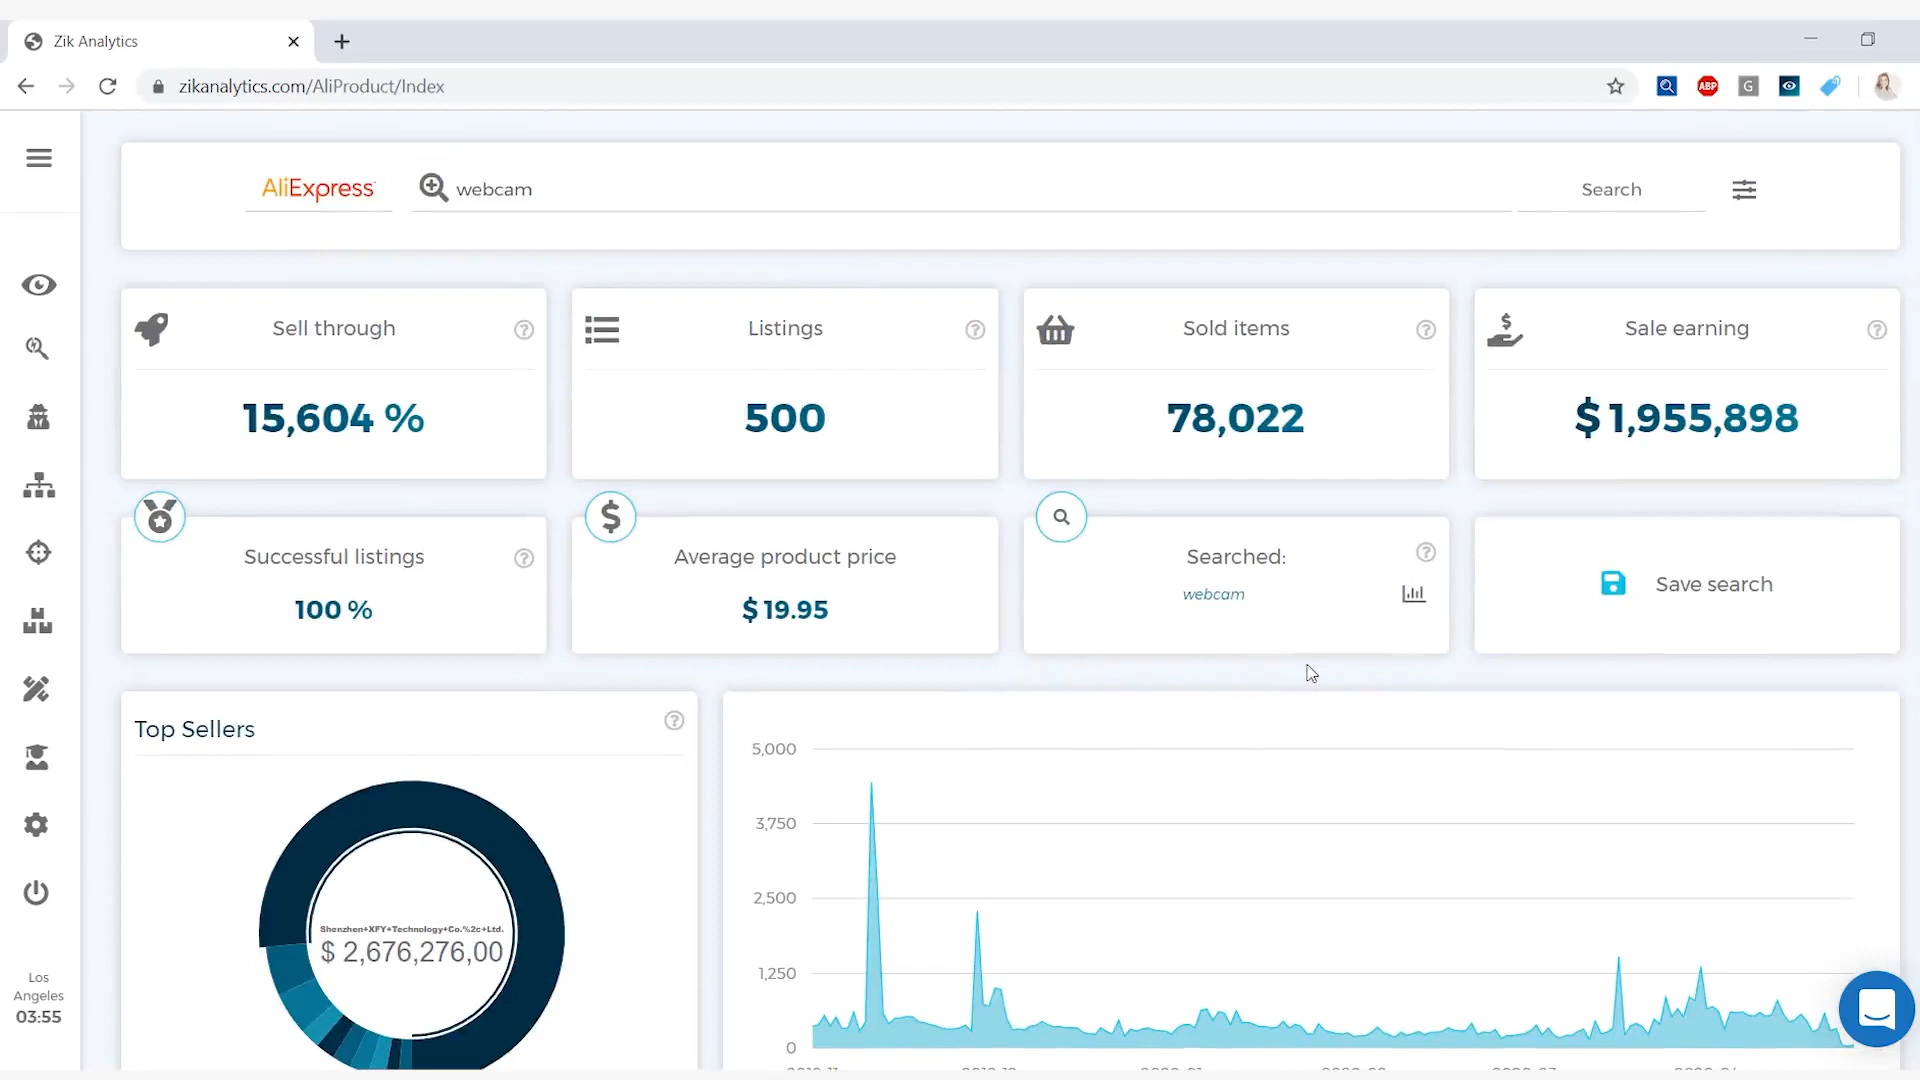 Zik Analytics
zikanalytics.com/AliProduct/Index
ABP
G
AliExpress
webcam
Search
Sell through
Listings
Sold items
Sale earning
15,604 %
500
78,022
$ 1,955,898
Successful listings
Average product price
Searched:
Save search
100 %
$ 19.95
webcam
Top Sellers
5,000
3,750
2,500
1,250
0
Shenzhen+XFY+Technology+Co.%2c+Ltd.
$ 2,676,276,00
Los
Angeles
03:55